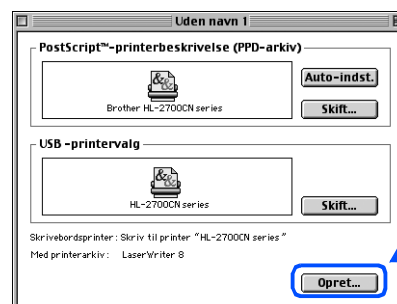 Uden navn 1
PostScript™-printerbeskrivelse (PPD-arkiv)
Auto-indst.
Brother HL-2700CN series
Skift...
USB-printervalg
HL-2700CN series
Skift...
Skrivebordsprinter: Skriv til printer "HL-2700CN series"
Med printerarkiv: LaserWriter 8
Opret...